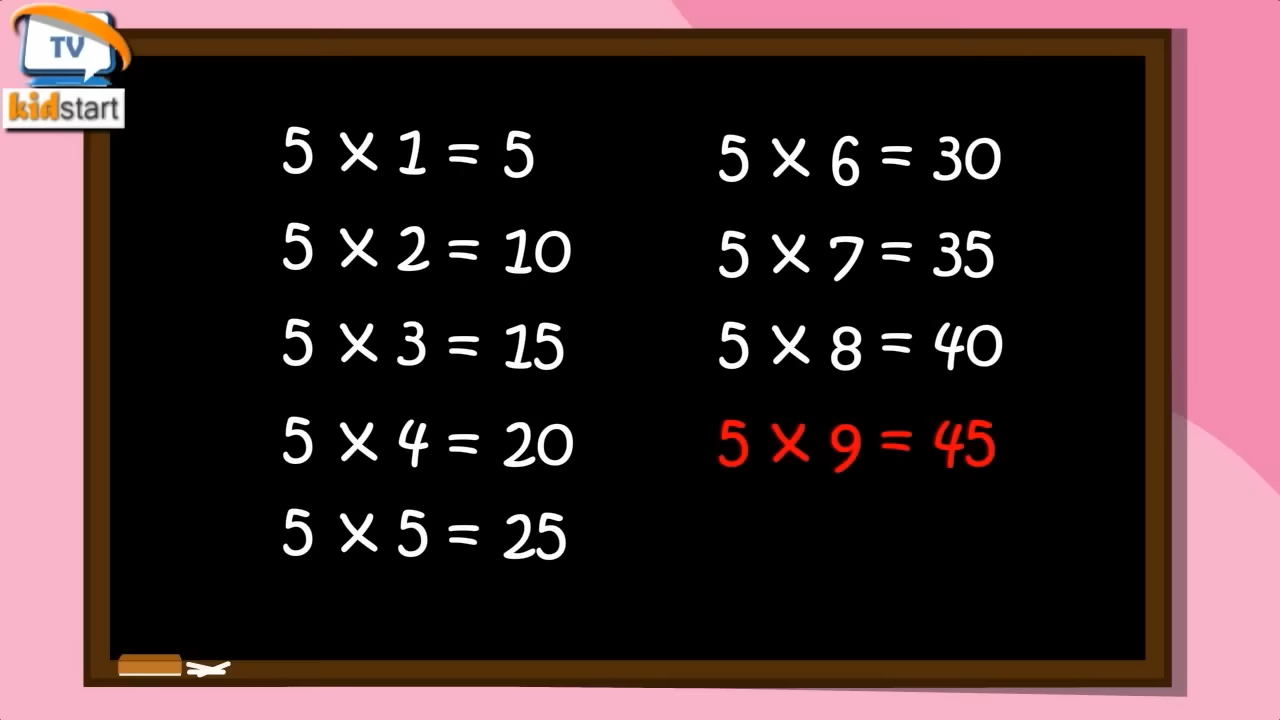 TV
kidstart
5 × 1 = 5
5 × 2 = 10
5 × 3 = 15
5 × 4 = 20
5 × 5 = 25
5 × 6 = 30
5 × 7 = 35
5 × 8 = 40
5 × 9 = 45